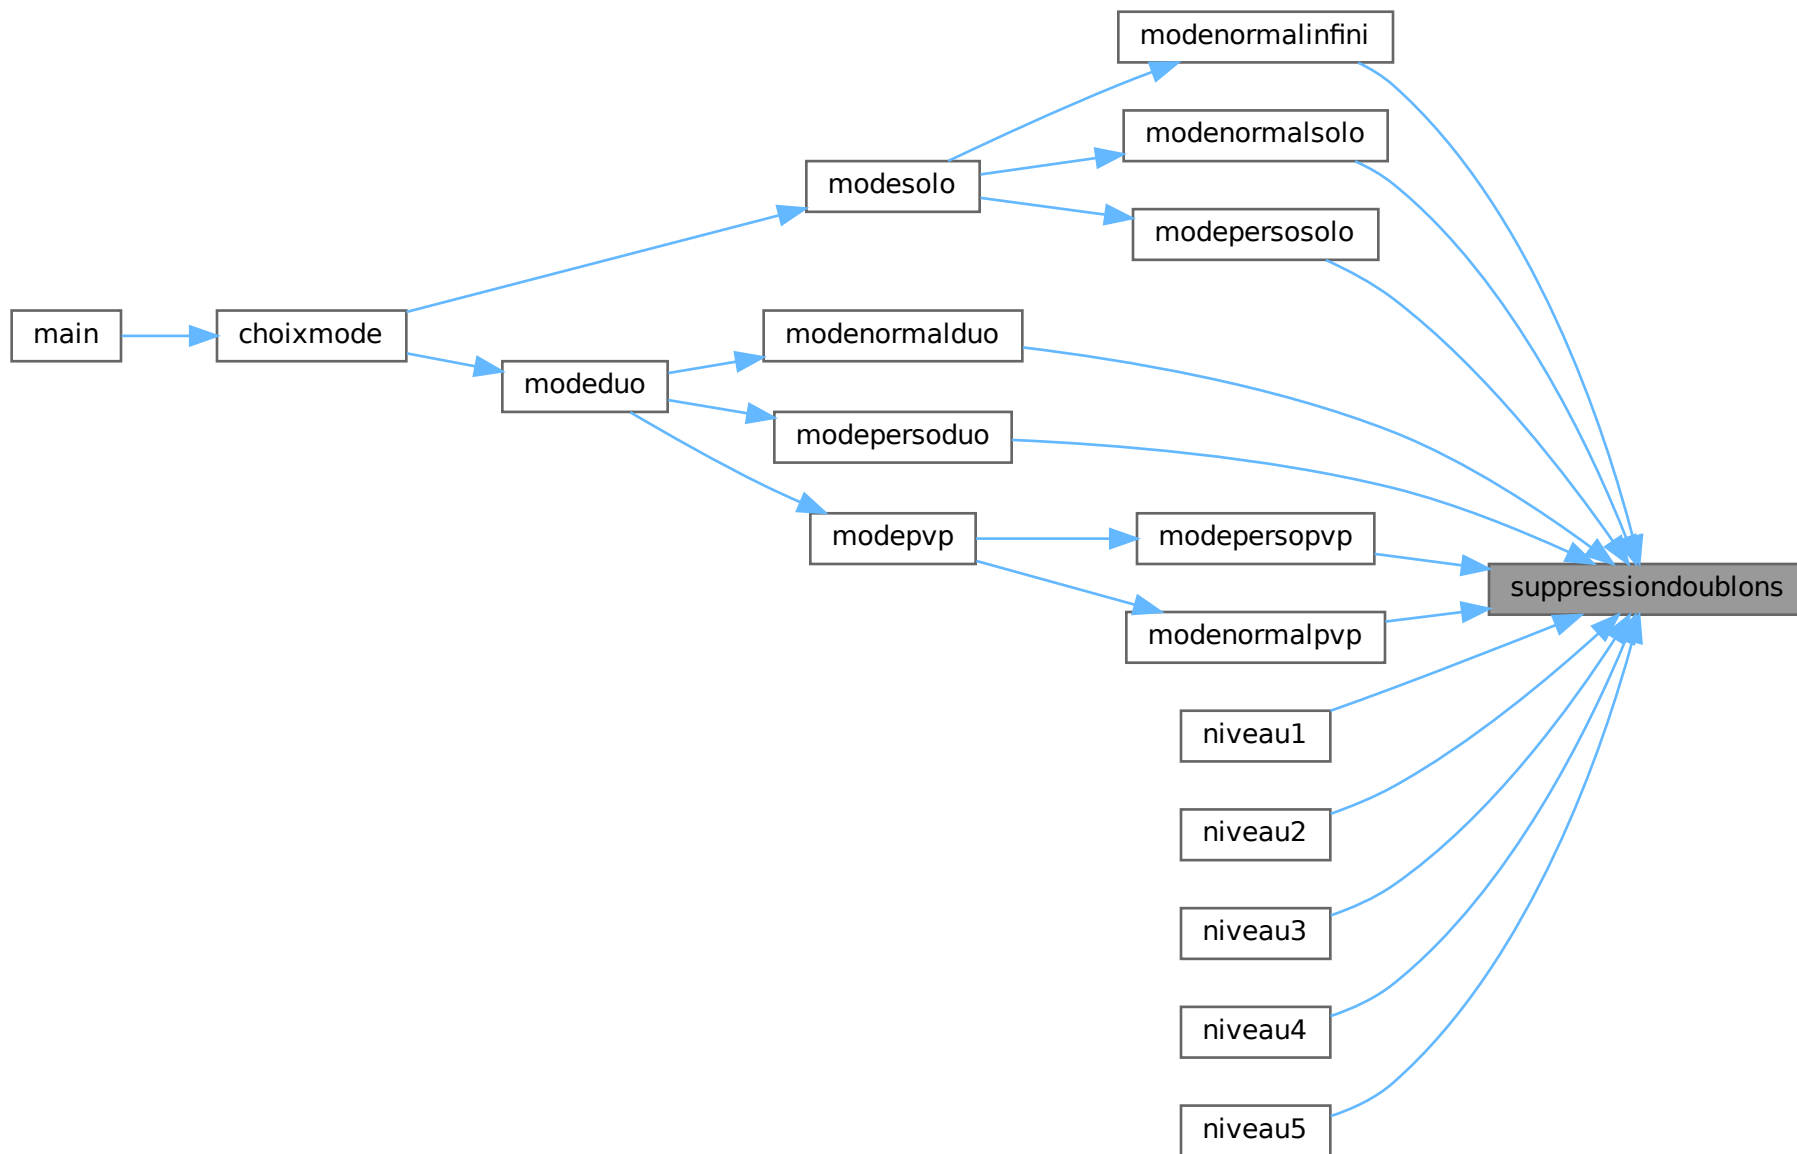 modenormalinfini
modenormalsolo
modesolo
modepersosolo
main
choixmode
modenormalduo
modeduo
modepersoduo
modepvp
modepersopvp
suppressiondoublons
modenormalpvp
niveau1
niveau2
niveau3
niveau4
niveau5